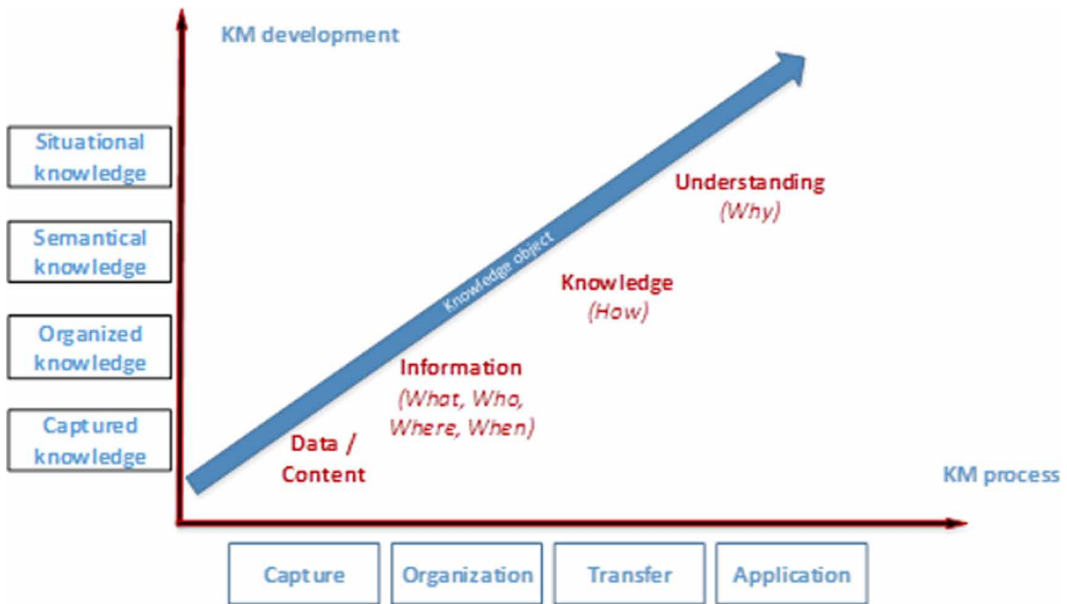 KM development
Situational
knowledge
Semantical
knowledge
Organized
knowledge
Captured
knowledge
Knowledge object
Understanding
(Why)
Knowledge
(How)
Information
(What, Who,
Where, When)
Data /
Content
KM process
Capture
Organization
Transfer
Application